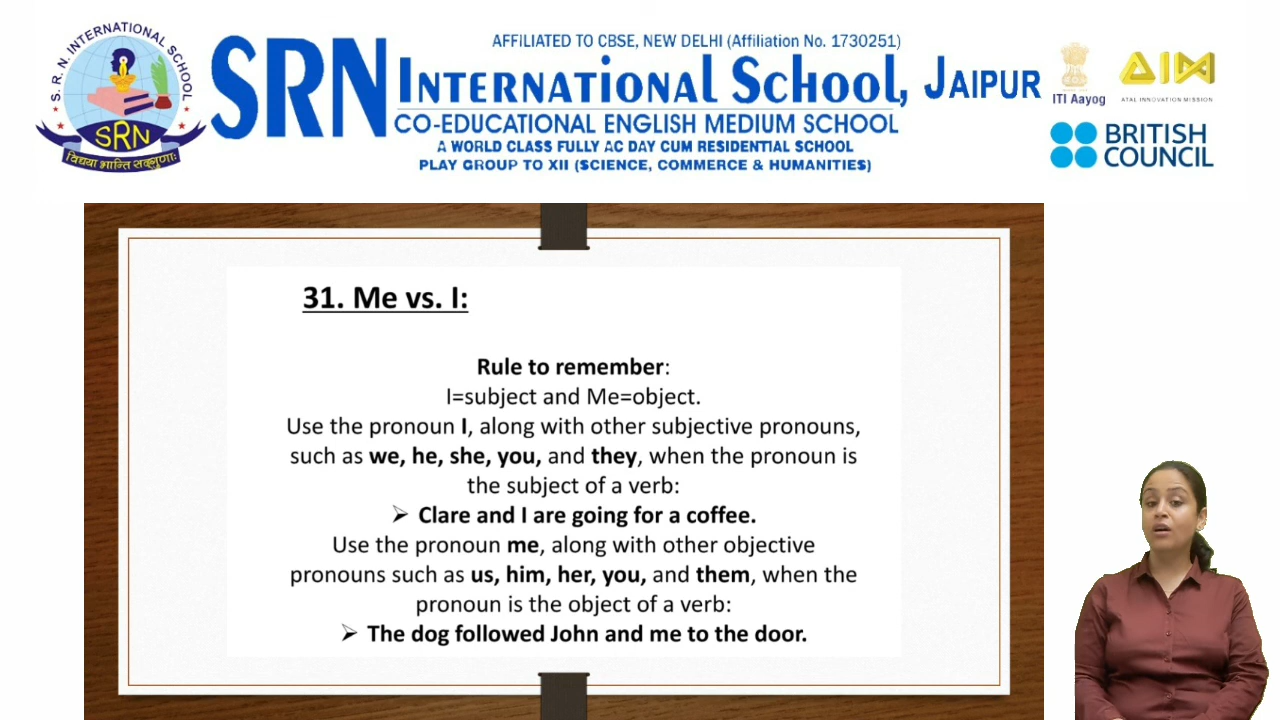 S. R. N. INTERNATIONAL SCHOOL
SRN
विद्यया भान्ति सद्गुणाः
AFFILIATED TO CBSE, NEW DELHI (Affiliation No. 1730251)
SRN INTERNATIONAL SCHOOL, JAIPUR
CO-EDUCATIONAL ENGLISH MEDIUM SCHOOL
A WORLD CLASS FULLY AC DAY CUM RESIDENTIAL SCHOOL
PLAY GROUP TO XII (SCIENCE, COMMERCE & HUMANITIES)
ITI Aayog
AIM
ATAL INNOVATION MISSION
BRITISH
COUNCIL
31. Me vs. I:
Rule to remember:
I=subject and Me=object.
Use the pronoun I, along with other subjective pronouns,
such as we, he, she, you, and they, when the pronoun is
the subject of a verb:
➢ Clare and I are going for a coffee.
Use the pronoun me, along with other objective
pronouns such as us, him, her, you, and them, when the
pronoun is the object of a verb:
➢ The dog followed John and me to the door.